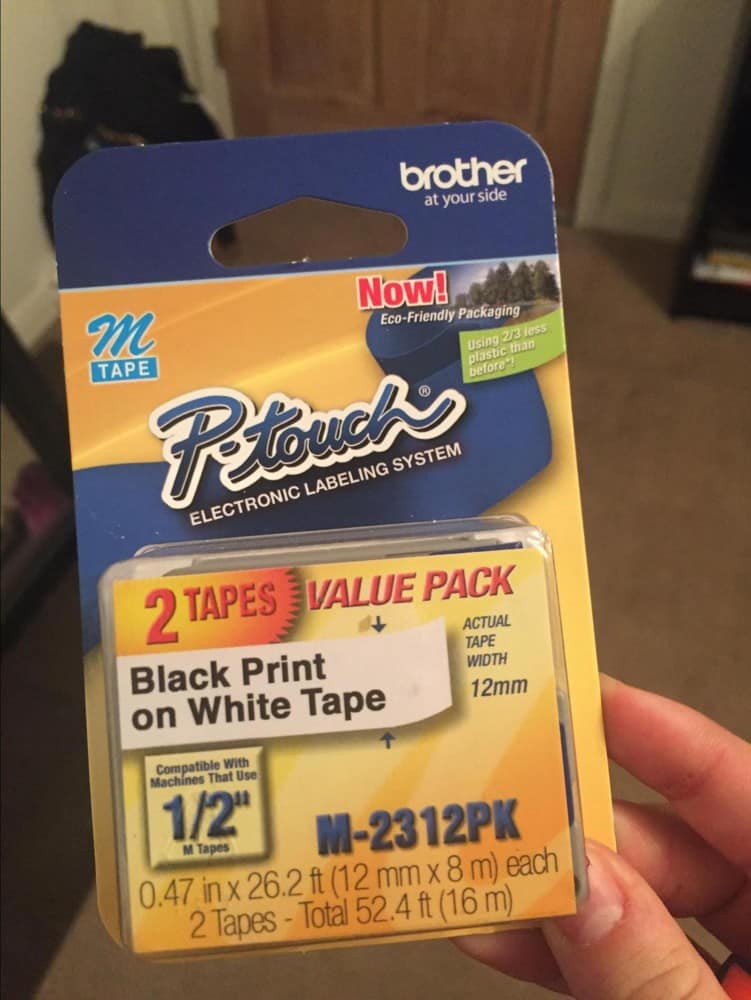 brother
at your side
Now!
Eco-Friendly Packaging
Using 2/3 less
plastic than
before*!
M
TAPE
P-touch®
ELECTRONIC LABELING SYSTEM
2 TAPES VALUE PACK
ACTUAL
TAPE
WIDTH
12mm
Black Print
on White Tape
Compatible With
Machines That Use
1/2"
M Tapes
M-2312PK
0.47 in x 26.2 ft (12 mm x 8 m) each
2 Tapes - Total 52.4 ft (16 m)